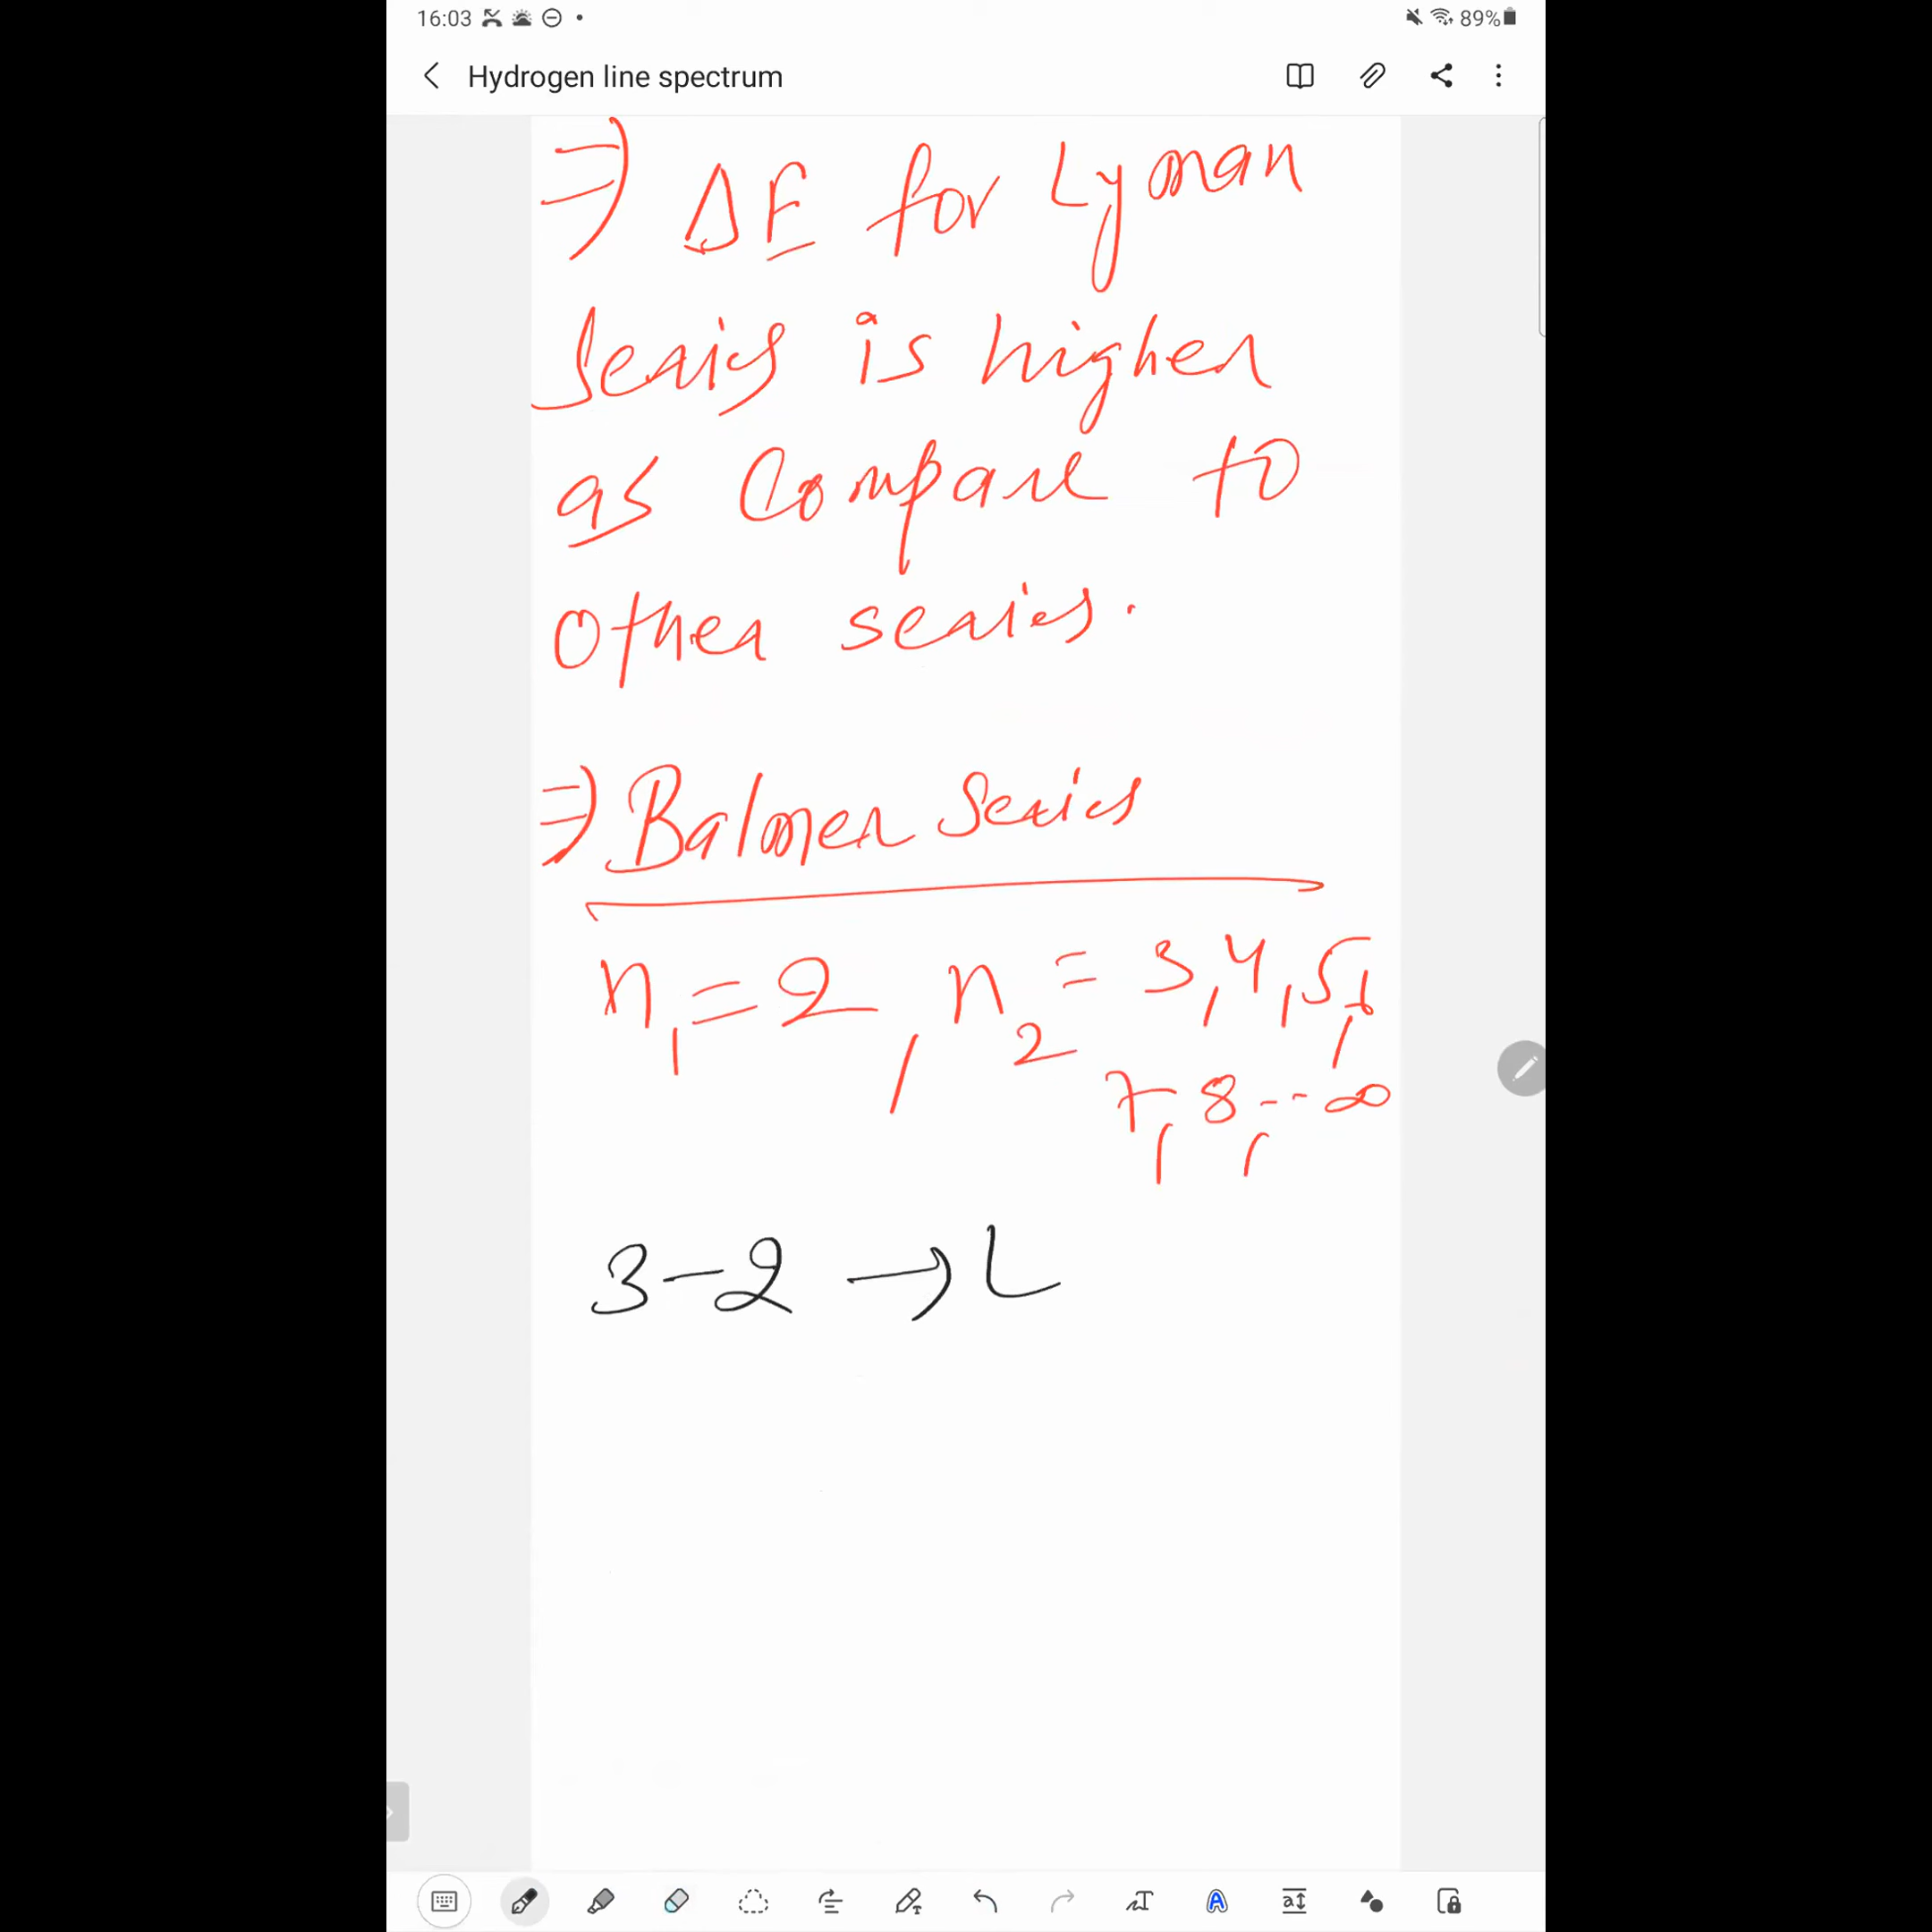 16:03
89%
Hydrogen line spectrum
⇒ ΔE for Lyman
Series is higher
as Compare to
other series.
⇒ Balmer Series
n₁ = 2, n₂ = 3, 4, 5, 6
7, 8, -- ∞
3-2 → L